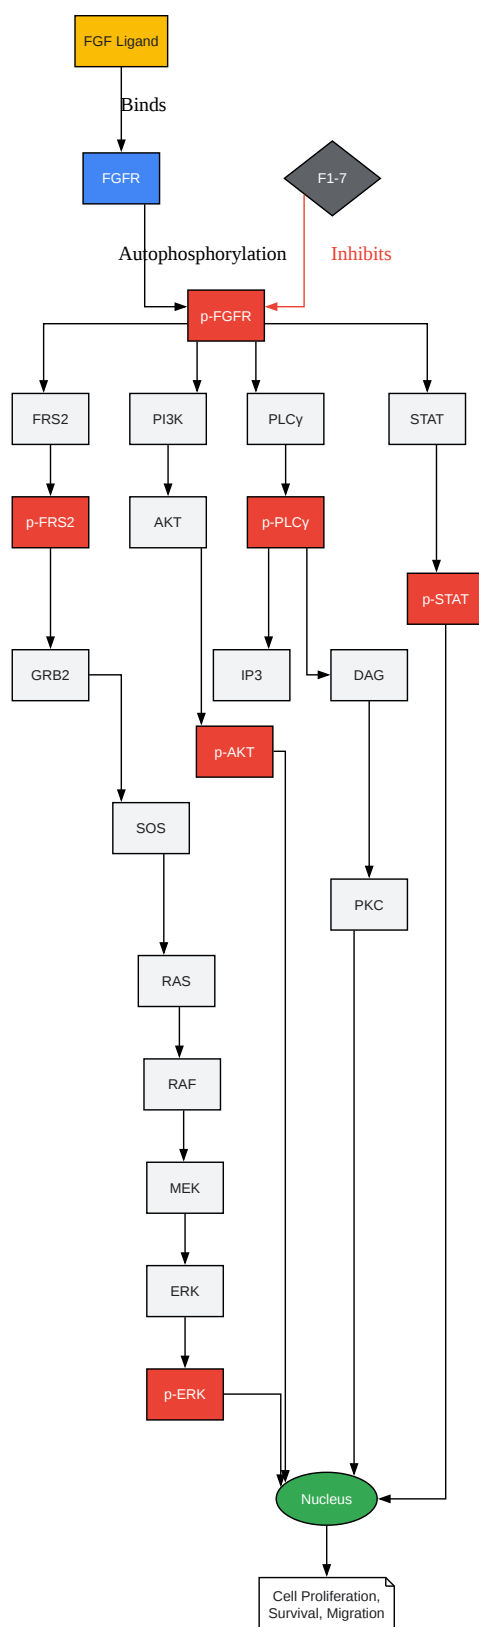 FGF Ligand
Binds
FGFR
F1-7
Autophosphorylation
Inhibits
p-FGFR
FRS2
PI3K
PLCγ
STAT
p-FRS2
AKT
p-PLCγ
p-STAT
GRB2
IP3
DAG
p-AKT
SOS
PKC
RAS
RAF
MEK
ERK
p-ERK
Nucleus
Cell Proliferation,
Survival, Migration